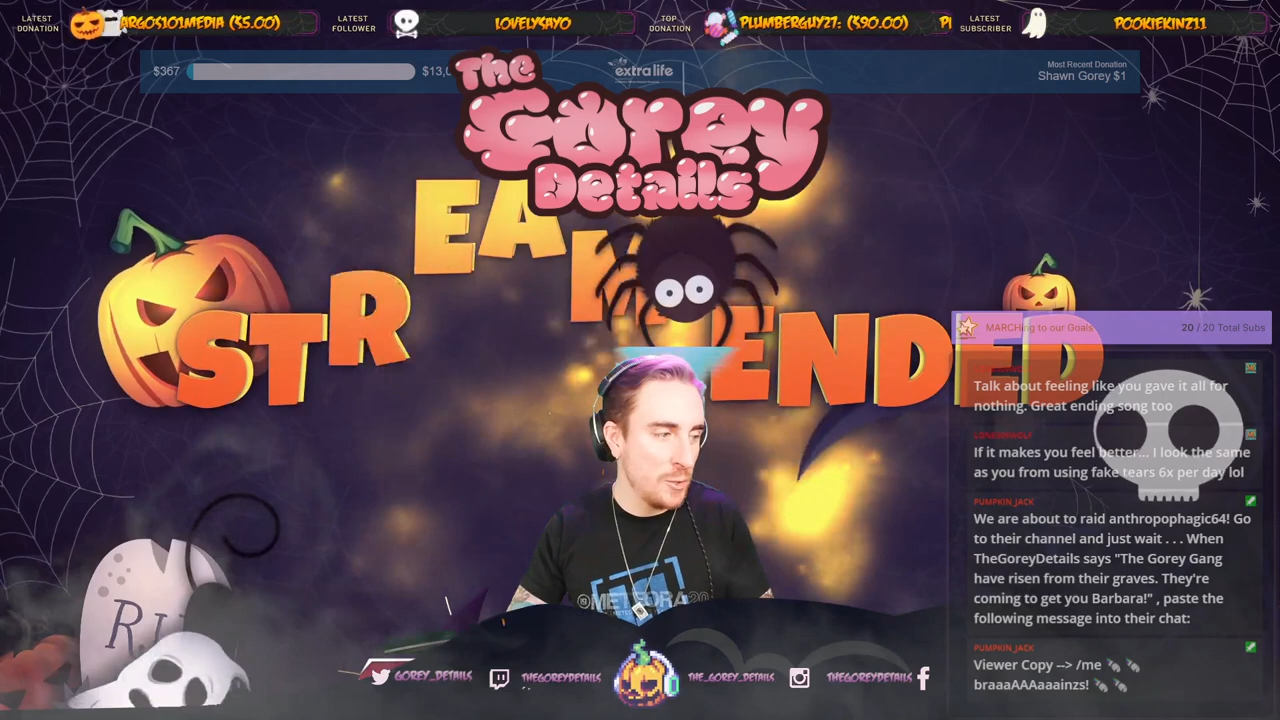 LATEST DONATION
ARGOS101MEDIA ($5.00)
LATEST FOLLOWER
LOVELYSAYO
TOP DONATION
PLUMBERGUY27: ($90.00)
LATEST SUBSCRIBER
POOKIEKINZ11
$367
$13,0
extralife
Most Recent Donation
Shawn Gorey $1
The
Gorey
Details
STREA
ENDED
MARCHing to our Goals
20 / 20 Total Subs
Talk about feeling like you gave it all for
nothing. Great ending song too
If it makes you feel better... I look the same
as you from using fake tears 6x per day lol
PUMPKIN_JACK
We are about to raid anthropophagic64! Go
to their channel and just wait . . . When
TheGoreyDetails says "The Gorey Gang
have risen from their graves. They're
coming to get you Barbara!" , paste the
following message into their chat:
PUMPKIN_JACK
Viewer Copy --> /me
braaaAAAaaainzs!
METEORA20
GOREY_DETAILS
THEGOREYDETAILS
THE_GOREY_DETAILS
THEGOREYDETAILS